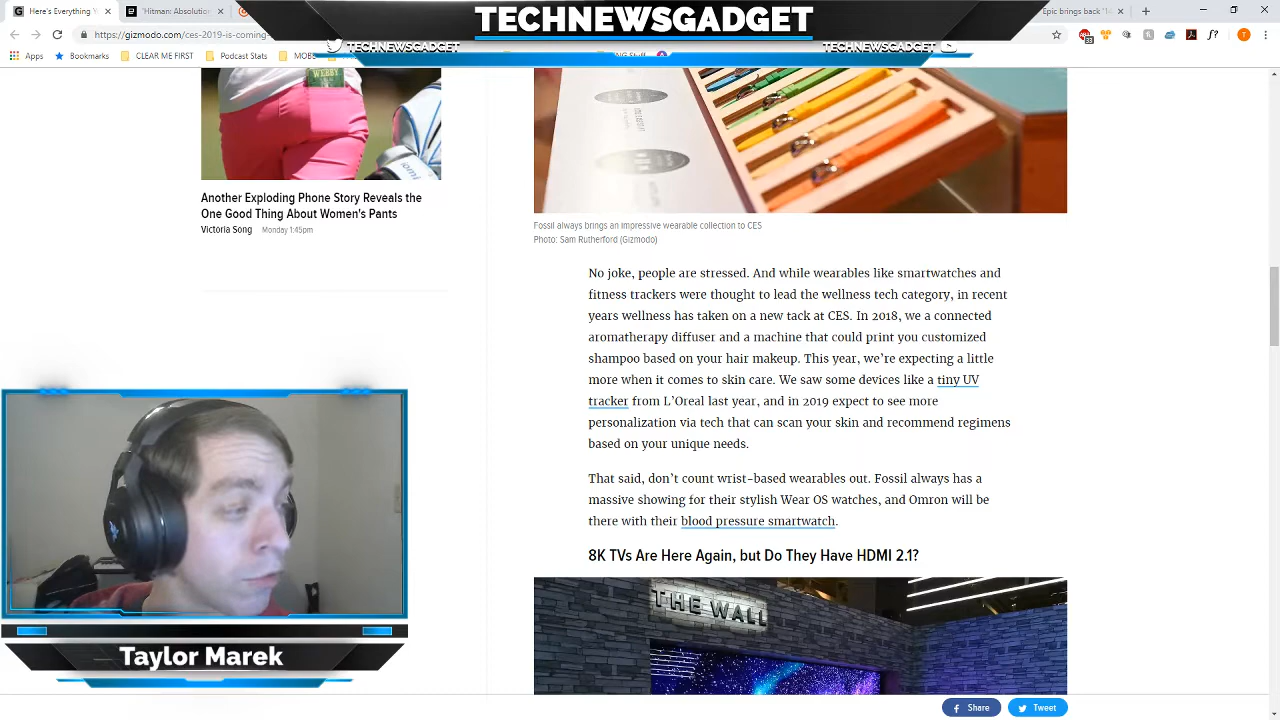 Here's Everything Y
"Hitman: Absolution
TECHNEWSGADGET
Epic brings back "I
https://gizmodo.com/ces-2019-is-coming-
TECHNEWSGADGET
TECHNEWSGADGET
Apps
Bookmarks
CLEAR ME FIRST
Podcast Stats
WEBBY
Another Exploding Phone Story Reveals the
One Good Thing About Women's Pants
Victoria Song Monday 1:45pm
Fossil always brings an impressive wearable collection to CES
Photo: Sam Rutherford (Gizmodo)
No joke, people are stressed. And while wearables like smartwatches and
fitness trackers were thought to lead the wellness tech category, in recent
years wellness has taken on a new tack at CES. In 2018, we a connected
aromatherapy diffuser and a machine that could print you customized
shampoo based on your hair makeup. This year, we're expecting a little
more when it comes to skin care. We saw some devices like a tiny UV
tracker from L'Oreal last year, and in 2019 expect to see more
personalization via tech that can scan your skin and recommend regimens
based on your unique needs.
That said, don't count wrist-based wearables out. Fossil always has a
massive showing for their stylish Wear OS watches, and Omron will be
there with their blood pressure smartwatch.
8K TVs Are Here Again, but Do They Have HDMI 2.1?
THE WALL
Taylor Marek
Share
Tweet